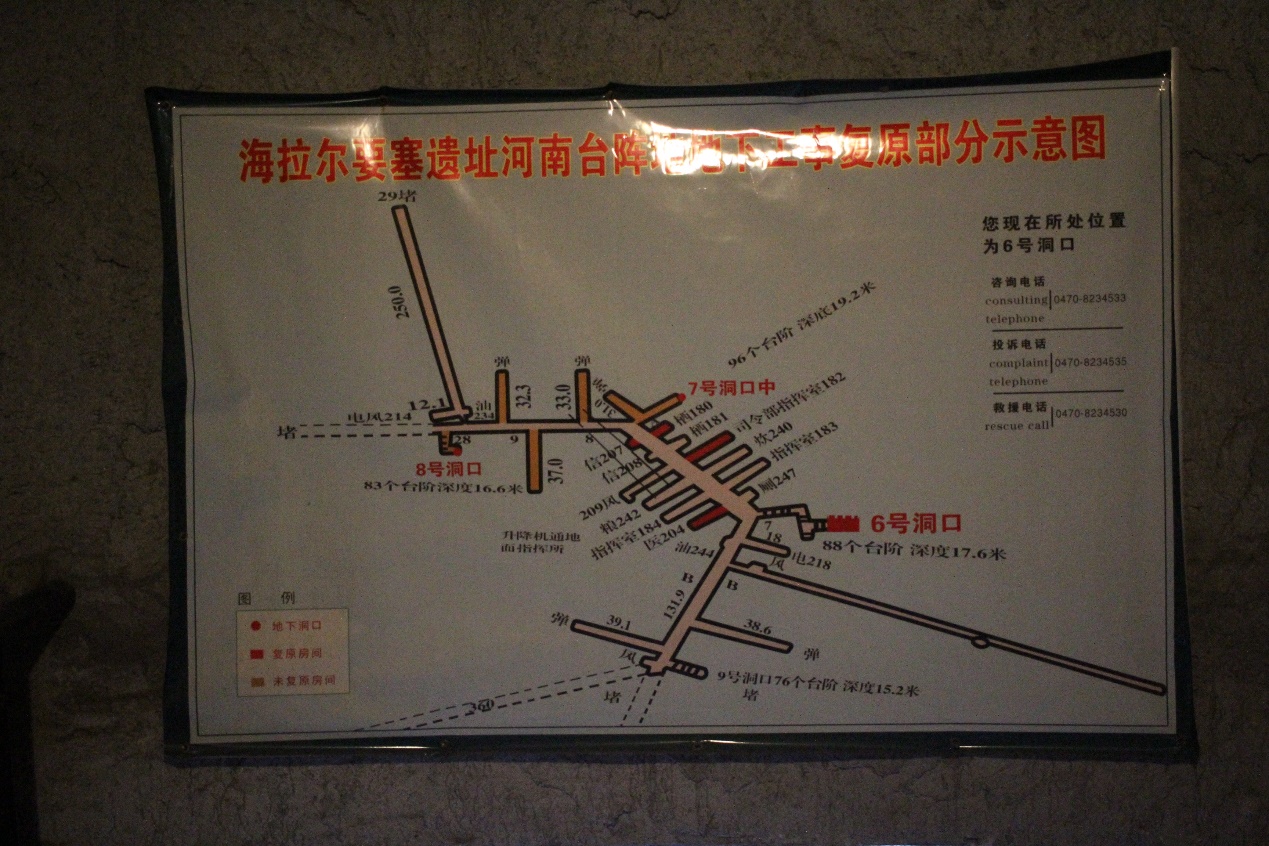 海拉尔要塞遗址河南台阵地地下工事复原部分示意图
29堵
您现在所处位置
为6号洞口
咨询电话
consulting 0470-8234533
telephone
投诉电话
complaint 0470-8234535
telephone
救援电话
rescue call 0470-8234530
250.0
96个台阶 深底19.2米
弹
32.3
弹
33.0
7号洞口中
12.1
油
234
电风214
堵
28
9
8
37.0
8号洞口
83个台阶深度16.6米
栖180
栖181
司令部指挥室182
炊240
指挥室183
厕247
信207
信208
209风
粮242
指挥室184
医204
油244
升降机通地
面指挥所
7
6号洞口
88个台阶 深度17.6米
18
电218
风
B
B
131.9
弹
39.1
38.6
弹
风
9号洞口76个台阶 深度15.2米
堵
堵
360
图 例
地下洞口
复原房间
未复原房间